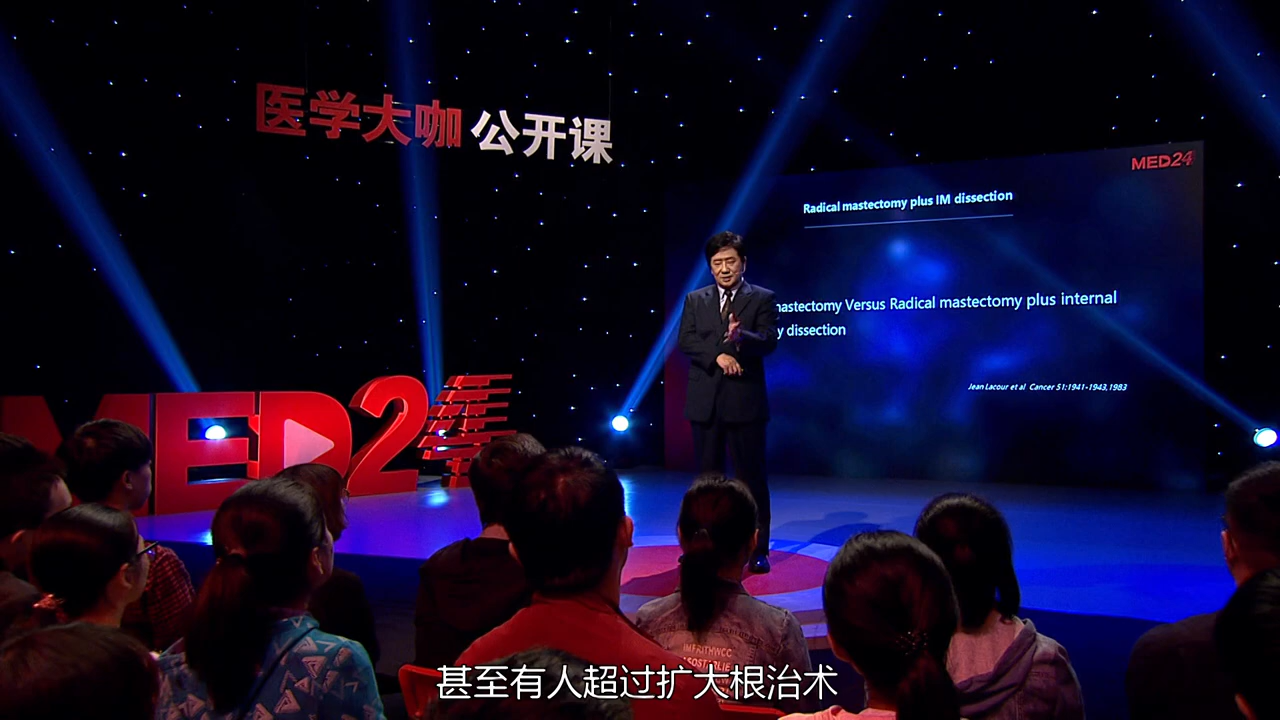 医学大咖 公开课
MED24
Radical mastectomy plus IM dissection
mastectomy Versus Radical mastectomy plus internal
y dissection
Jean Lacour et al Cancer 51:1941-1943,1983
MED24
IMFRITHWCC
甚至有人超过扩大根治术